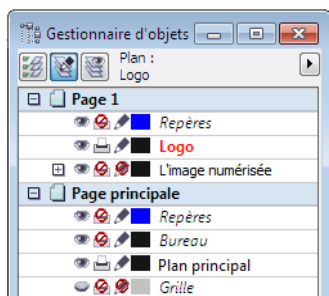 Gestionnaire d'objets
Plan :
Logo
Page 1
Repères
Logo
L'image numérisée
Page principale
Repères
Bureau
Plan principal
Grille